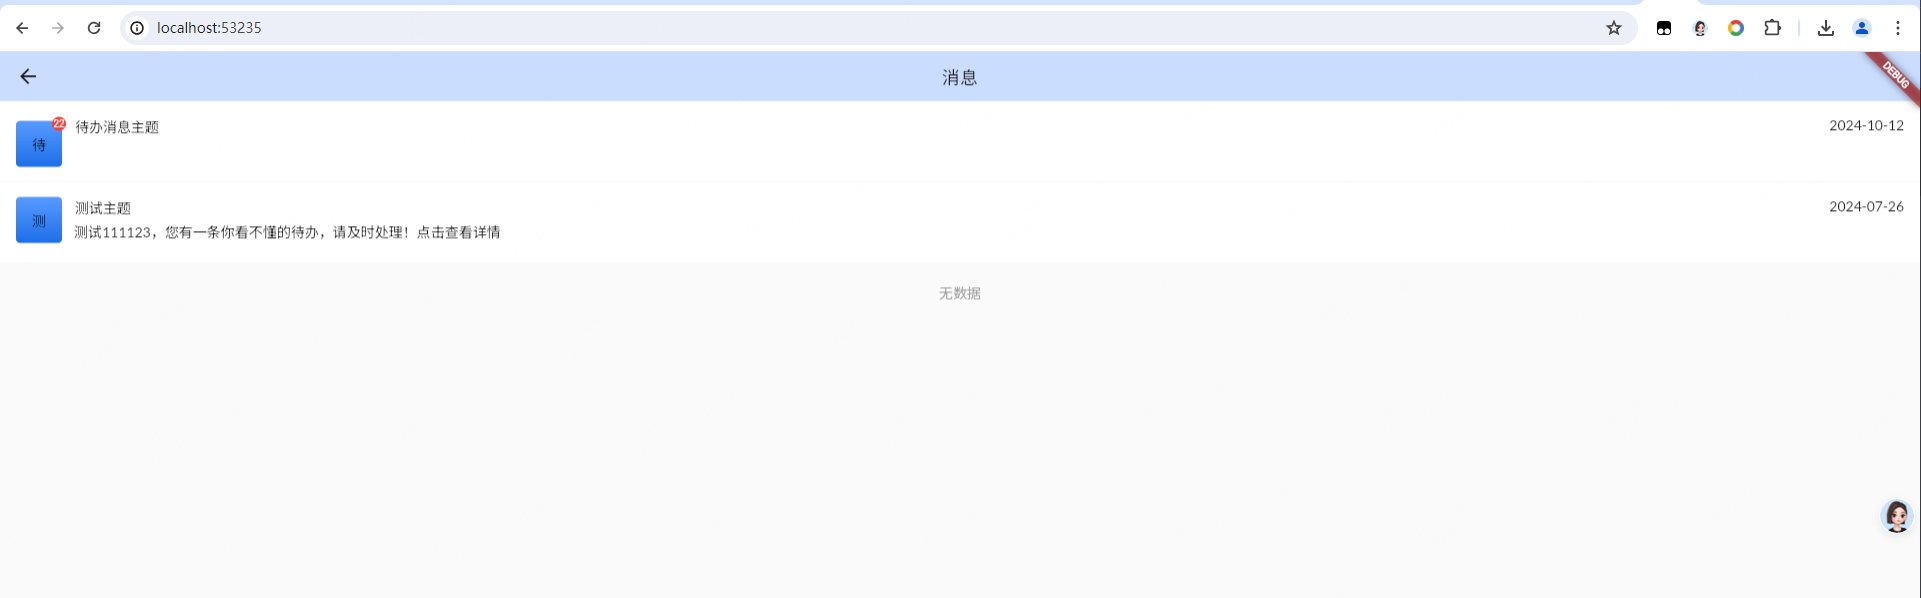 localhost:53235
消息
DEBUG
待
22
待办消息主题
2024-10-12
测
测试主题
2024-07-26
测试111123，您有一条你看不懂的待办，请及时处理！点击查看详情
无数据